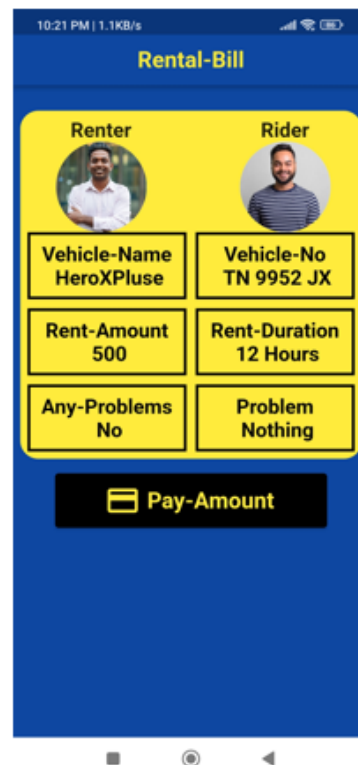 10:21 PM | 1.1KB/s
Rental-Bill
Renter
Rider
Vehicle-Name
HeroXPluse
Vehicle-No
TN 9952 JX
Rent-Amount
500
Rent-Duration
12 Hours
Any-Problems
No
Problem
Nothing
Pay-Amount